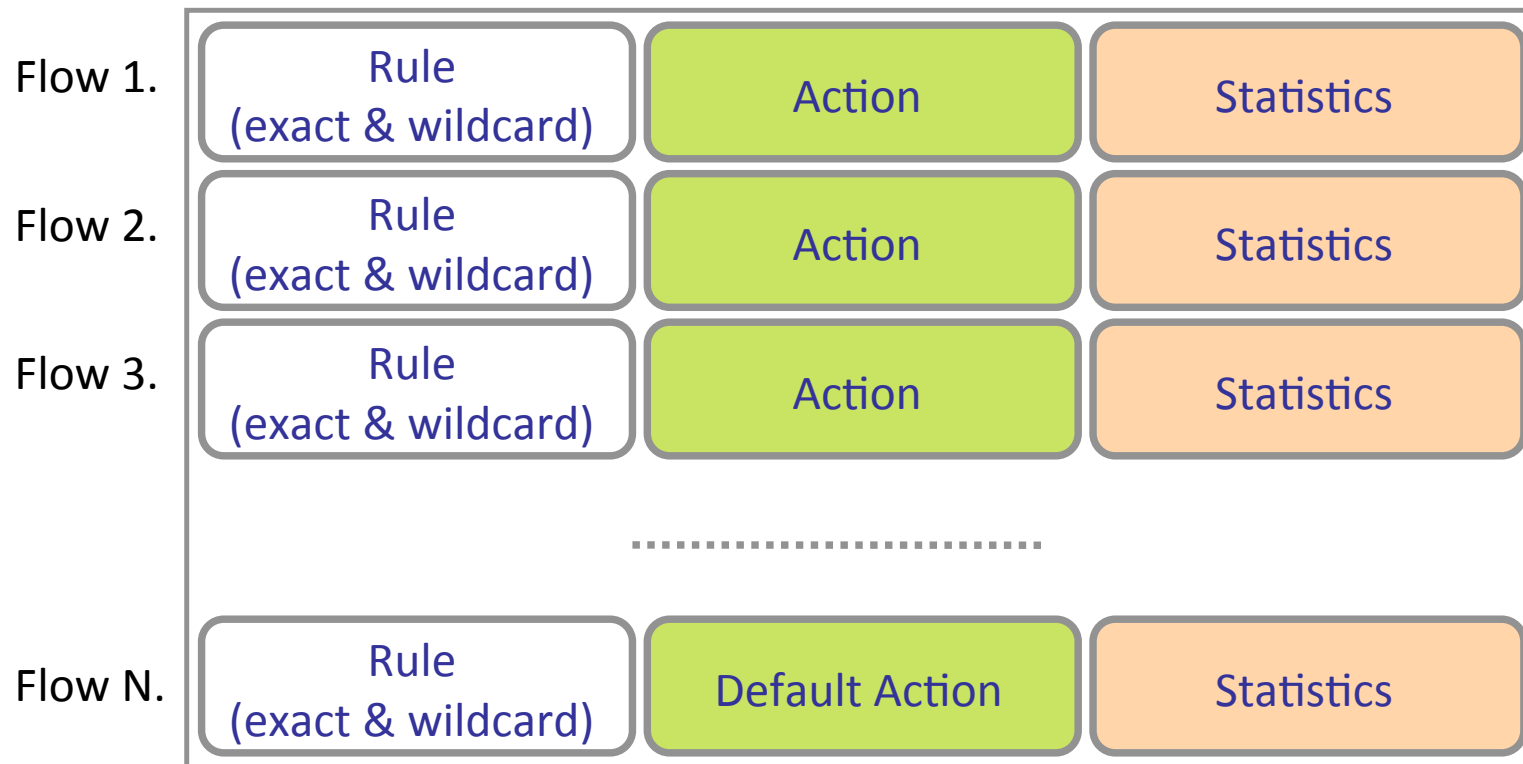 Flow 1.
Rule
(exact & wildcard)
Action
Statistics
Flow 2.
Rule
(exact & wildcard)
Action
Statistics
Flow 3.
Rule
(exact & wildcard)
Action
Statistics
Flow N.
Rule
(exact & wildcard)
Default Action
Statistics